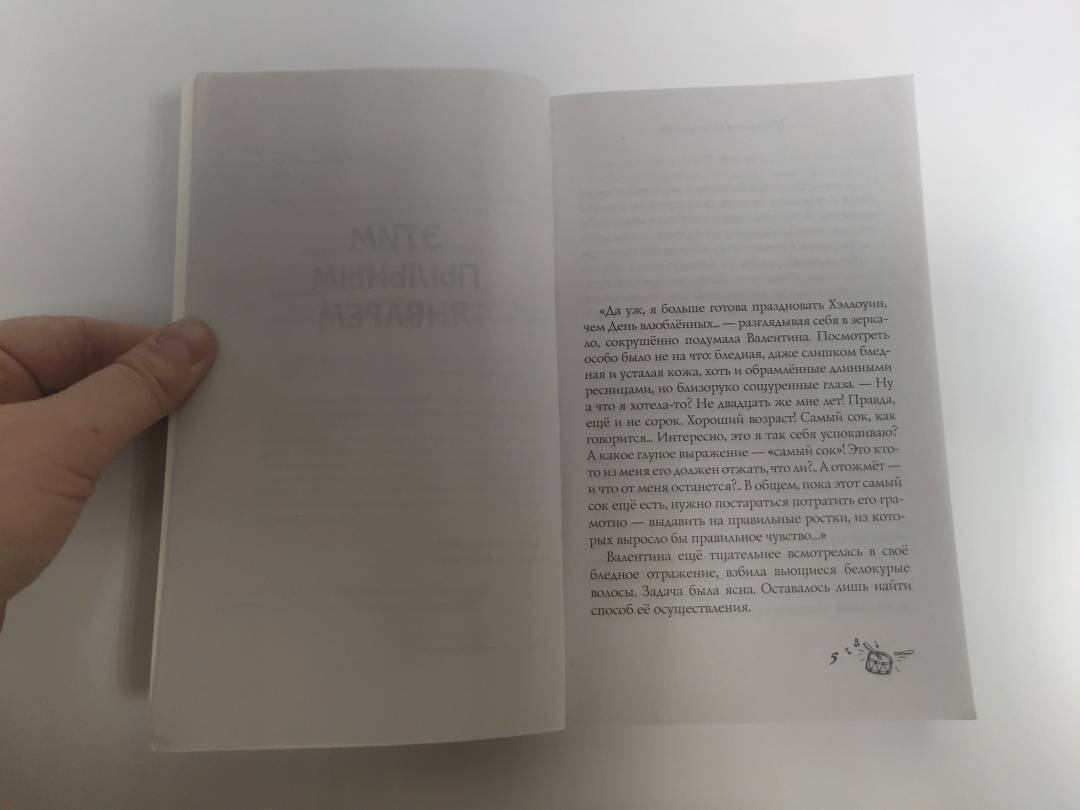 ЭТИМ
ПЫЛЬНЫМ
ЯНВАРЕМ
«Да уж, я больше готова праздновать Хэллоуин,
чем День влюблённых... — разглядывая себя в зерка-
ло, сокрушённо подумала Валентина. Посмотреть
особо было не на что: бледная, даже слишком блед-
ная и усталая кожа, хоть и обрамлённые длинными
ресницами, но близоруко сощуренные глаза. — Ну
а что я хотела-то? Не двадцать же мне лет! Правда,
ещё и не сорок. Хороший возраст! Самый сок, как
говорится... Интересно, это я так себя успокаиваю?
А какое глупое выражение — «самый сок»! Это кто-
то из меня его должен отжать, что ли?.. А отожмёт —
и что от меня останется?.. В общем, пока этот самый
сок ещё есть, нужно постараться потратить его гра-
мотно — выдавить на правильные ростки, из кото-
рых выросло бы правильное чувство...»
Валентина ещё тщательнее всмотрелась в своё
бледное отражение, взбила вьющиеся белокурые
волосы. Задача была ясна. Оставалось лишь найти
способ её осуществления.